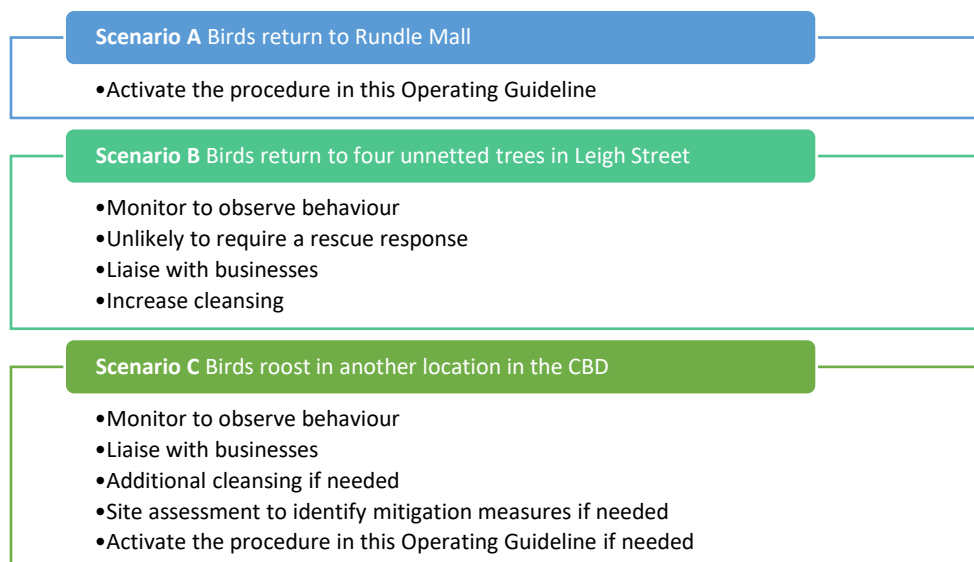 Scenario A Birds return to Rundle Mall
•Activate the procedure in this Operating Guideline
Scenario B Birds return to four unnetted trees in Leigh Street
•Monitor to observe behaviour
•Unlikely to require a rescue response
•Liaise with businesses
•Increase cleansing
Scenario C Birds roost in another location in the CBD
•Monitor to observe behaviour
•Liaise with businesses
•Additional cleansing if needed
•Site assessment to identify mitigation measures if needed
•Activate the procedure in this Operating Guideline if needed